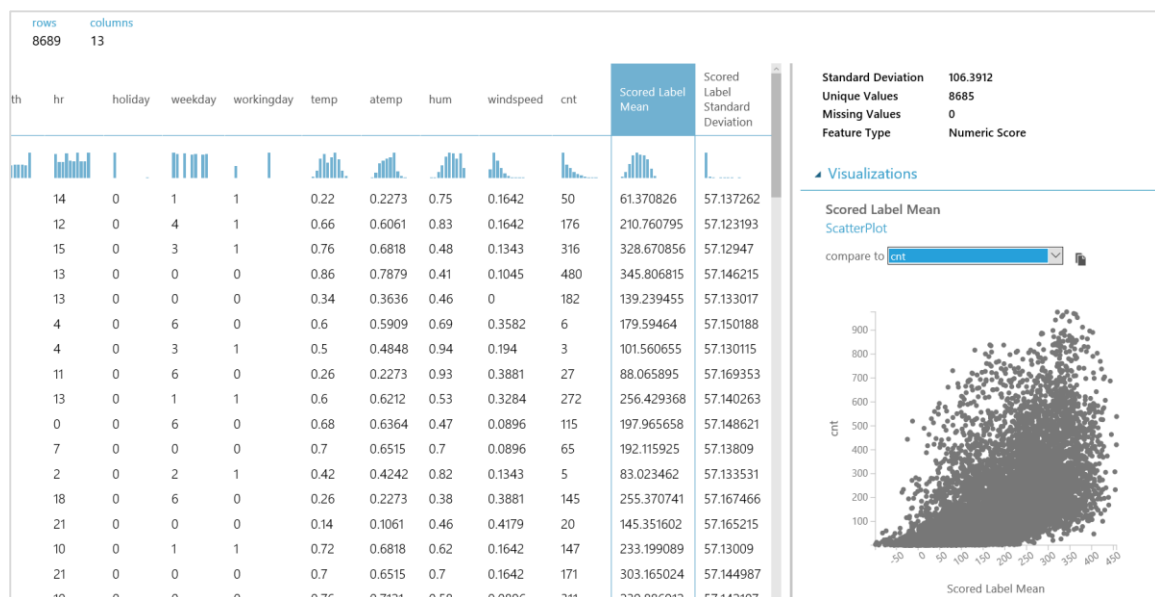 rows columns
8689 13
th hr holiday weekday workingday temp atemp hum windspeed cnt Scored Label Mean Scored Label Standard Deviation
14 0 1 1 0.22 0.2273 0.75 0.1642 50 61.370826 57.137262
12 0 4 1 0.66 0.6061 0.83 0.1642 176 210.760795 57.123193
15 0 3 1 0.76 0.6818 0.48 0.1343 316 328.670856 57.12947
13 0 0 0 0.86 0.7879 0.41 0.1045 480 345.806815 57.146215
13 0 0 0 0.34 0.3636 0.46 0 182 139.239455 57.133017
4 0 6 0 0.6 0.5909 0.69 0.3582 6 179.59464 57.150188
4 0 3 1 0.5 0.4848 0.94 0.194 3 101.560655 57.130115
11 0 6 0 0.26 0.2273 0.93 0.3881 27 88.065895 57.169353
13 0 1 1 0.6 0.6212 0.53 0.3284 272 256.429368 57.140263
0 0 6 0 0.68 0.6364 0.47 0.0896 115 197.965658 57.148621
7 0 0 0 0.7 0.6515 0.7 0.0896 65 192.115925 57.13809
2 0 2 1 0.42 0.4242 0.82 0.1343 5 83.023462 57.133531
18 0 6 0 0.26 0.2273 0.38 0.3881 145 255.370741 57.167466
21 0 0 0 0.14 0.1061 0.46 0.4179 20 145.351602 57.165215
10 0 1 1 0.72 0.6818 0.62 0.1642 147 233.199089 57.13009
21 0 0 0 0.7 0.6515 0.7 0.1642 171 303.165024 57.144987
Standard Deviation 106.3912
Unique Values 8685
Missing Values 0
Feature Type Numeric Score
Visualizations
Scored Label Mean
ScatterPlot
compare to cnt
900
800
700
600
500
400
300
200
100
cnt
-50 0 50 100 150 200 250 300 350 400 450
Scored Label Mean